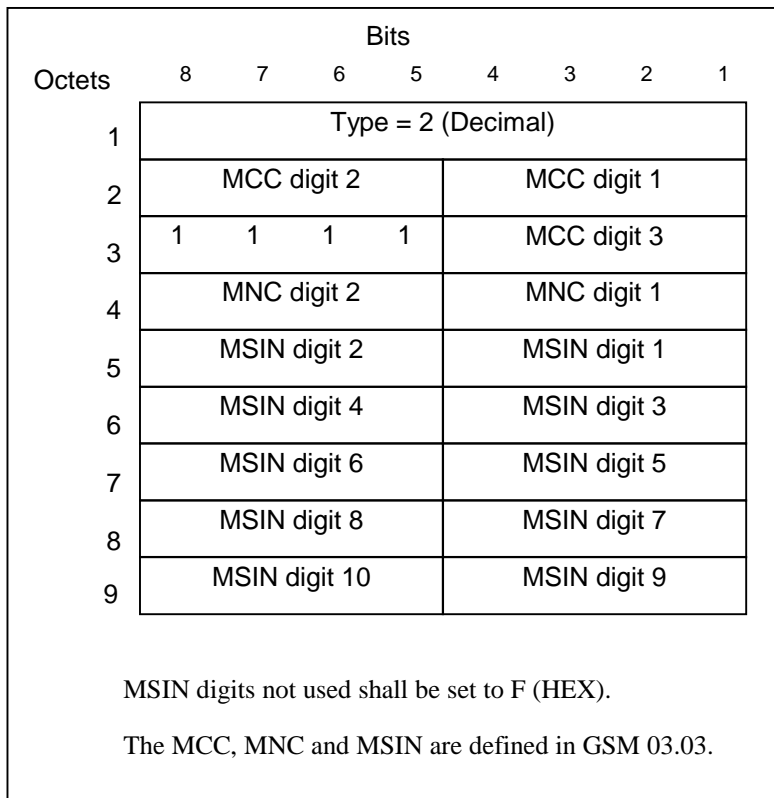 Bits
Octets 8 7 6 5 4 3 2 1
1 Type = 2 (Decimal)
2 MCC digit 2 MCC digit 1
3 1 1 1 1 MCC digit 3
4 MNC digit 2 MNC digit 1
5 MSIN digit 2 MSIN digit 1
6 MSIN digit 4 MSIN digit 3
7 MSIN digit 6 MSIN digit 5
8 MSIN digit 8 MSIN digit 7
9 MSIN digit 10 MSIN digit 9
MSIN digits not used shall be set to F (HEX).
The MCC, MNC and MSIN are defined in GSM 03.03.